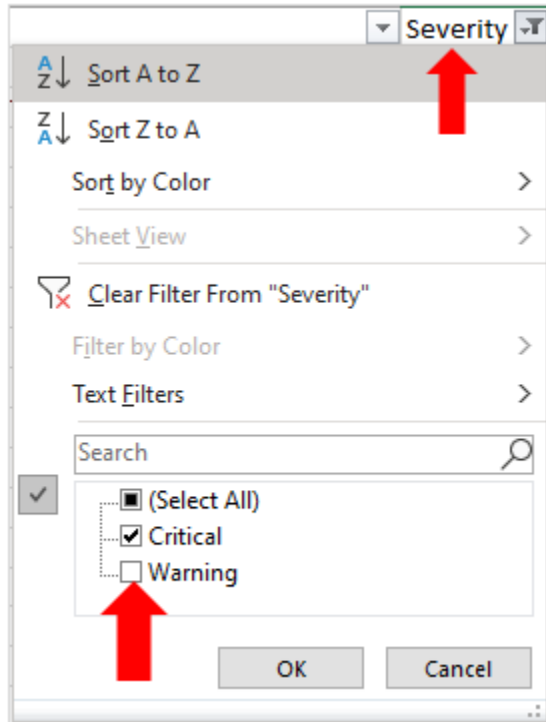 Severity
Sort A to Z
Sort Z to A
Sort by Color
Sheet View
Clear Filter From "Severity"
Filter by Color
Text Filters
Search
(Select All)
Critical
Warning
OK Cancel